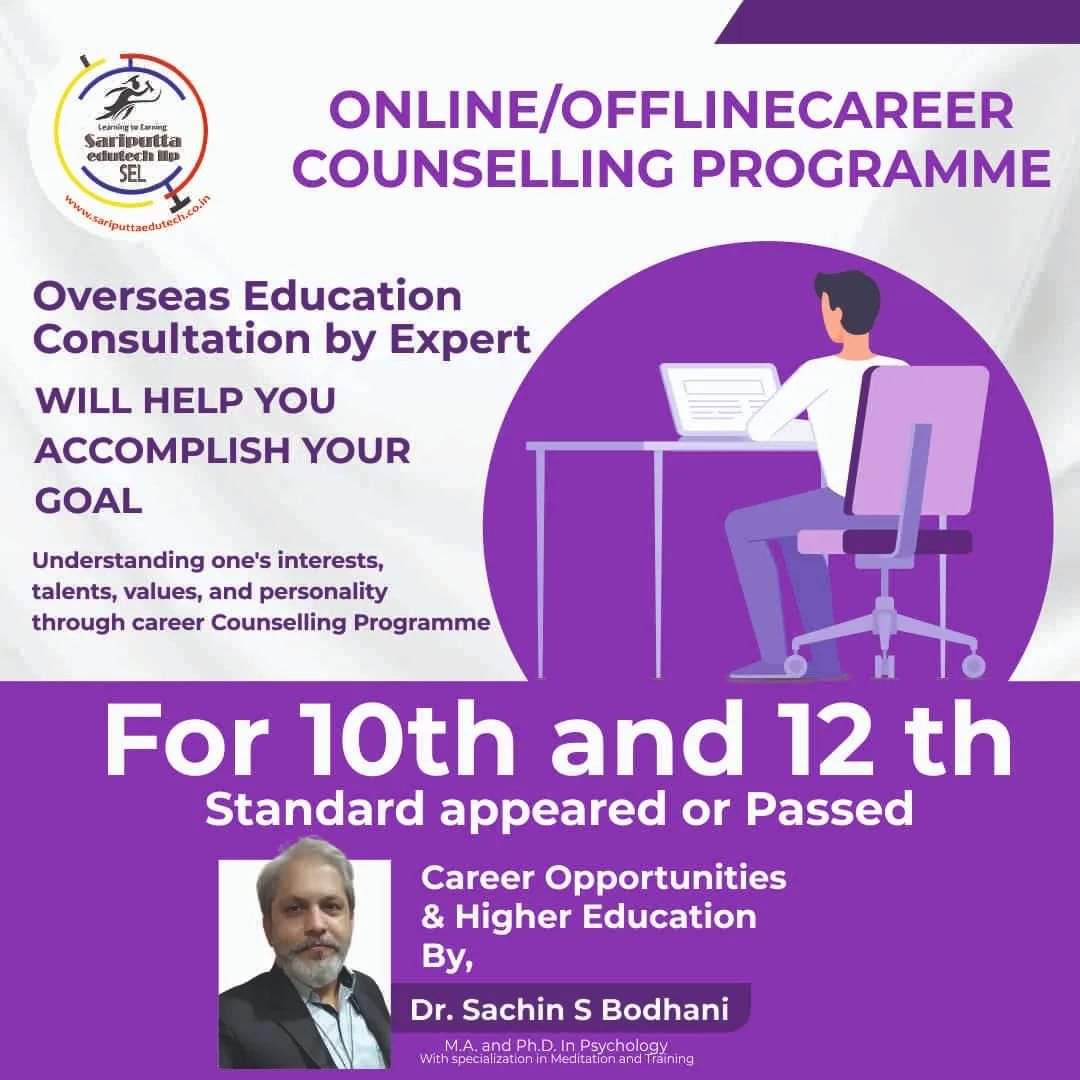 Learning to Earning
Sariputta
edutech llp
SEL
www.sariputtaedutech.co.in
ONLINE/OFFLINECAREER
COUNSELLING PROGRAMME
Overseas Education
Consultation by Expert
WILL HELP YOU
ACCOMPLISH YOUR
GOAL
Understanding one's interests,
talents, values, and personality
through career Counselling Programme
For 10th and 12 th
Standard appeared or Passed
Career Opportunities
& Higher Education
By,
Dr. Sachin S Bodhani
M.A. and Ph.D. In Psychology
With specialization in Meditation and Training